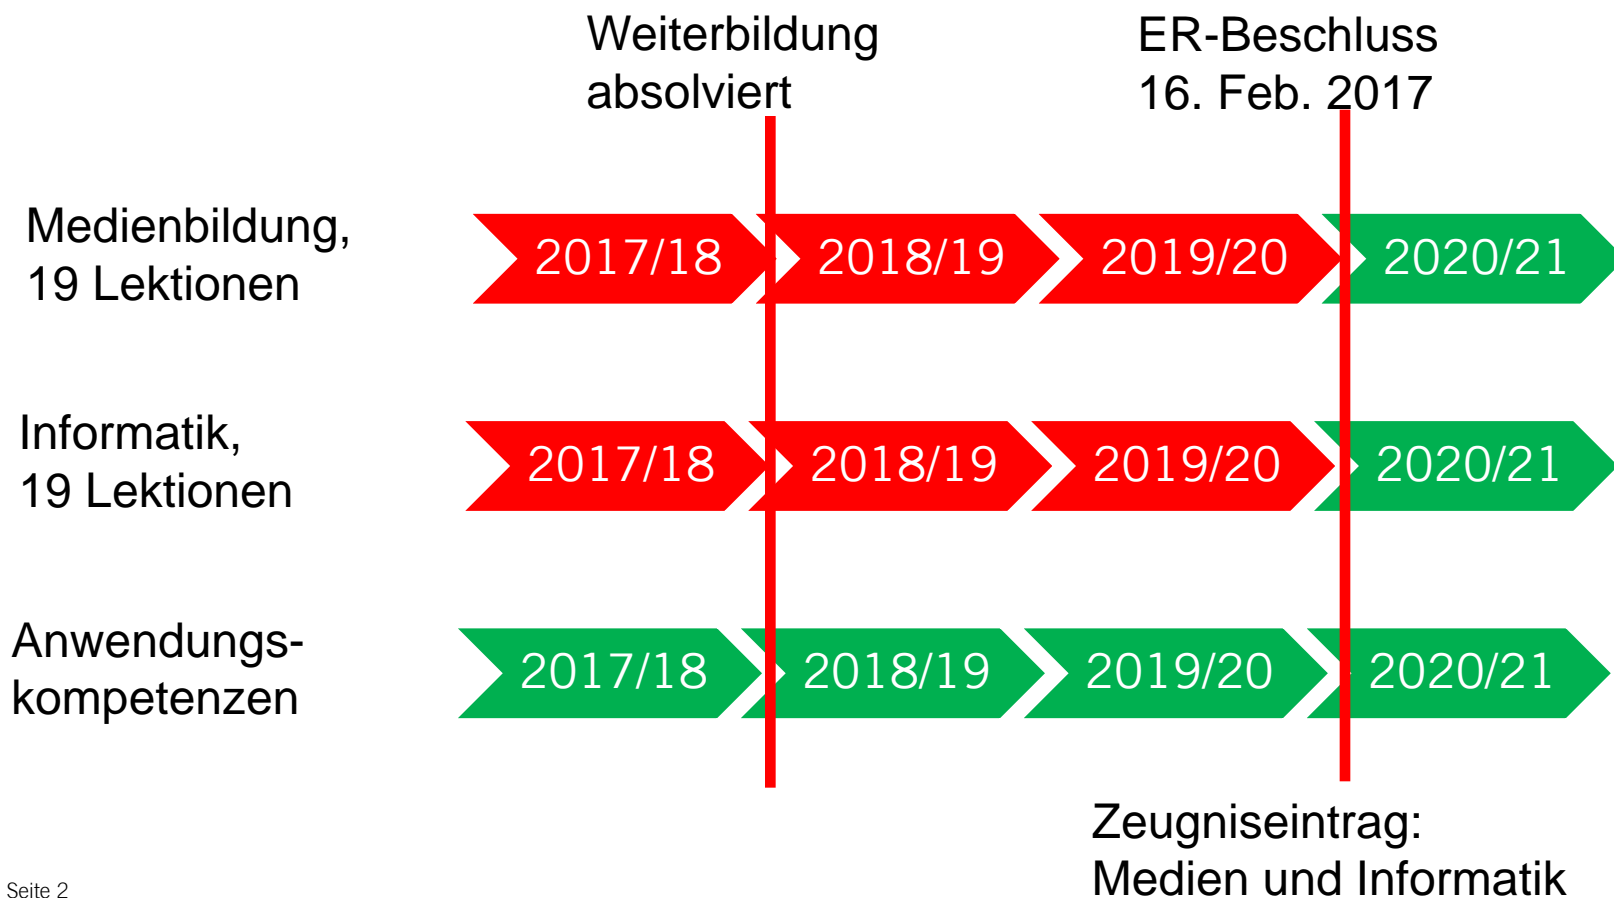 Weiterbildung
absolviert
ER-Beschluss
16. Feb. 2017
Medienbildung,
19 Lektionen
2017/18 2018/19 2019/20 2020/21
Informatik,
19 Lektionen
2017/18 2018/19 2019/20 2020/21
Anwendungs-
kompetenzen
2017/18 2018/19 2019/20 2020/21
Zeugniseintrag:
Medien und Informatik
Seite 2